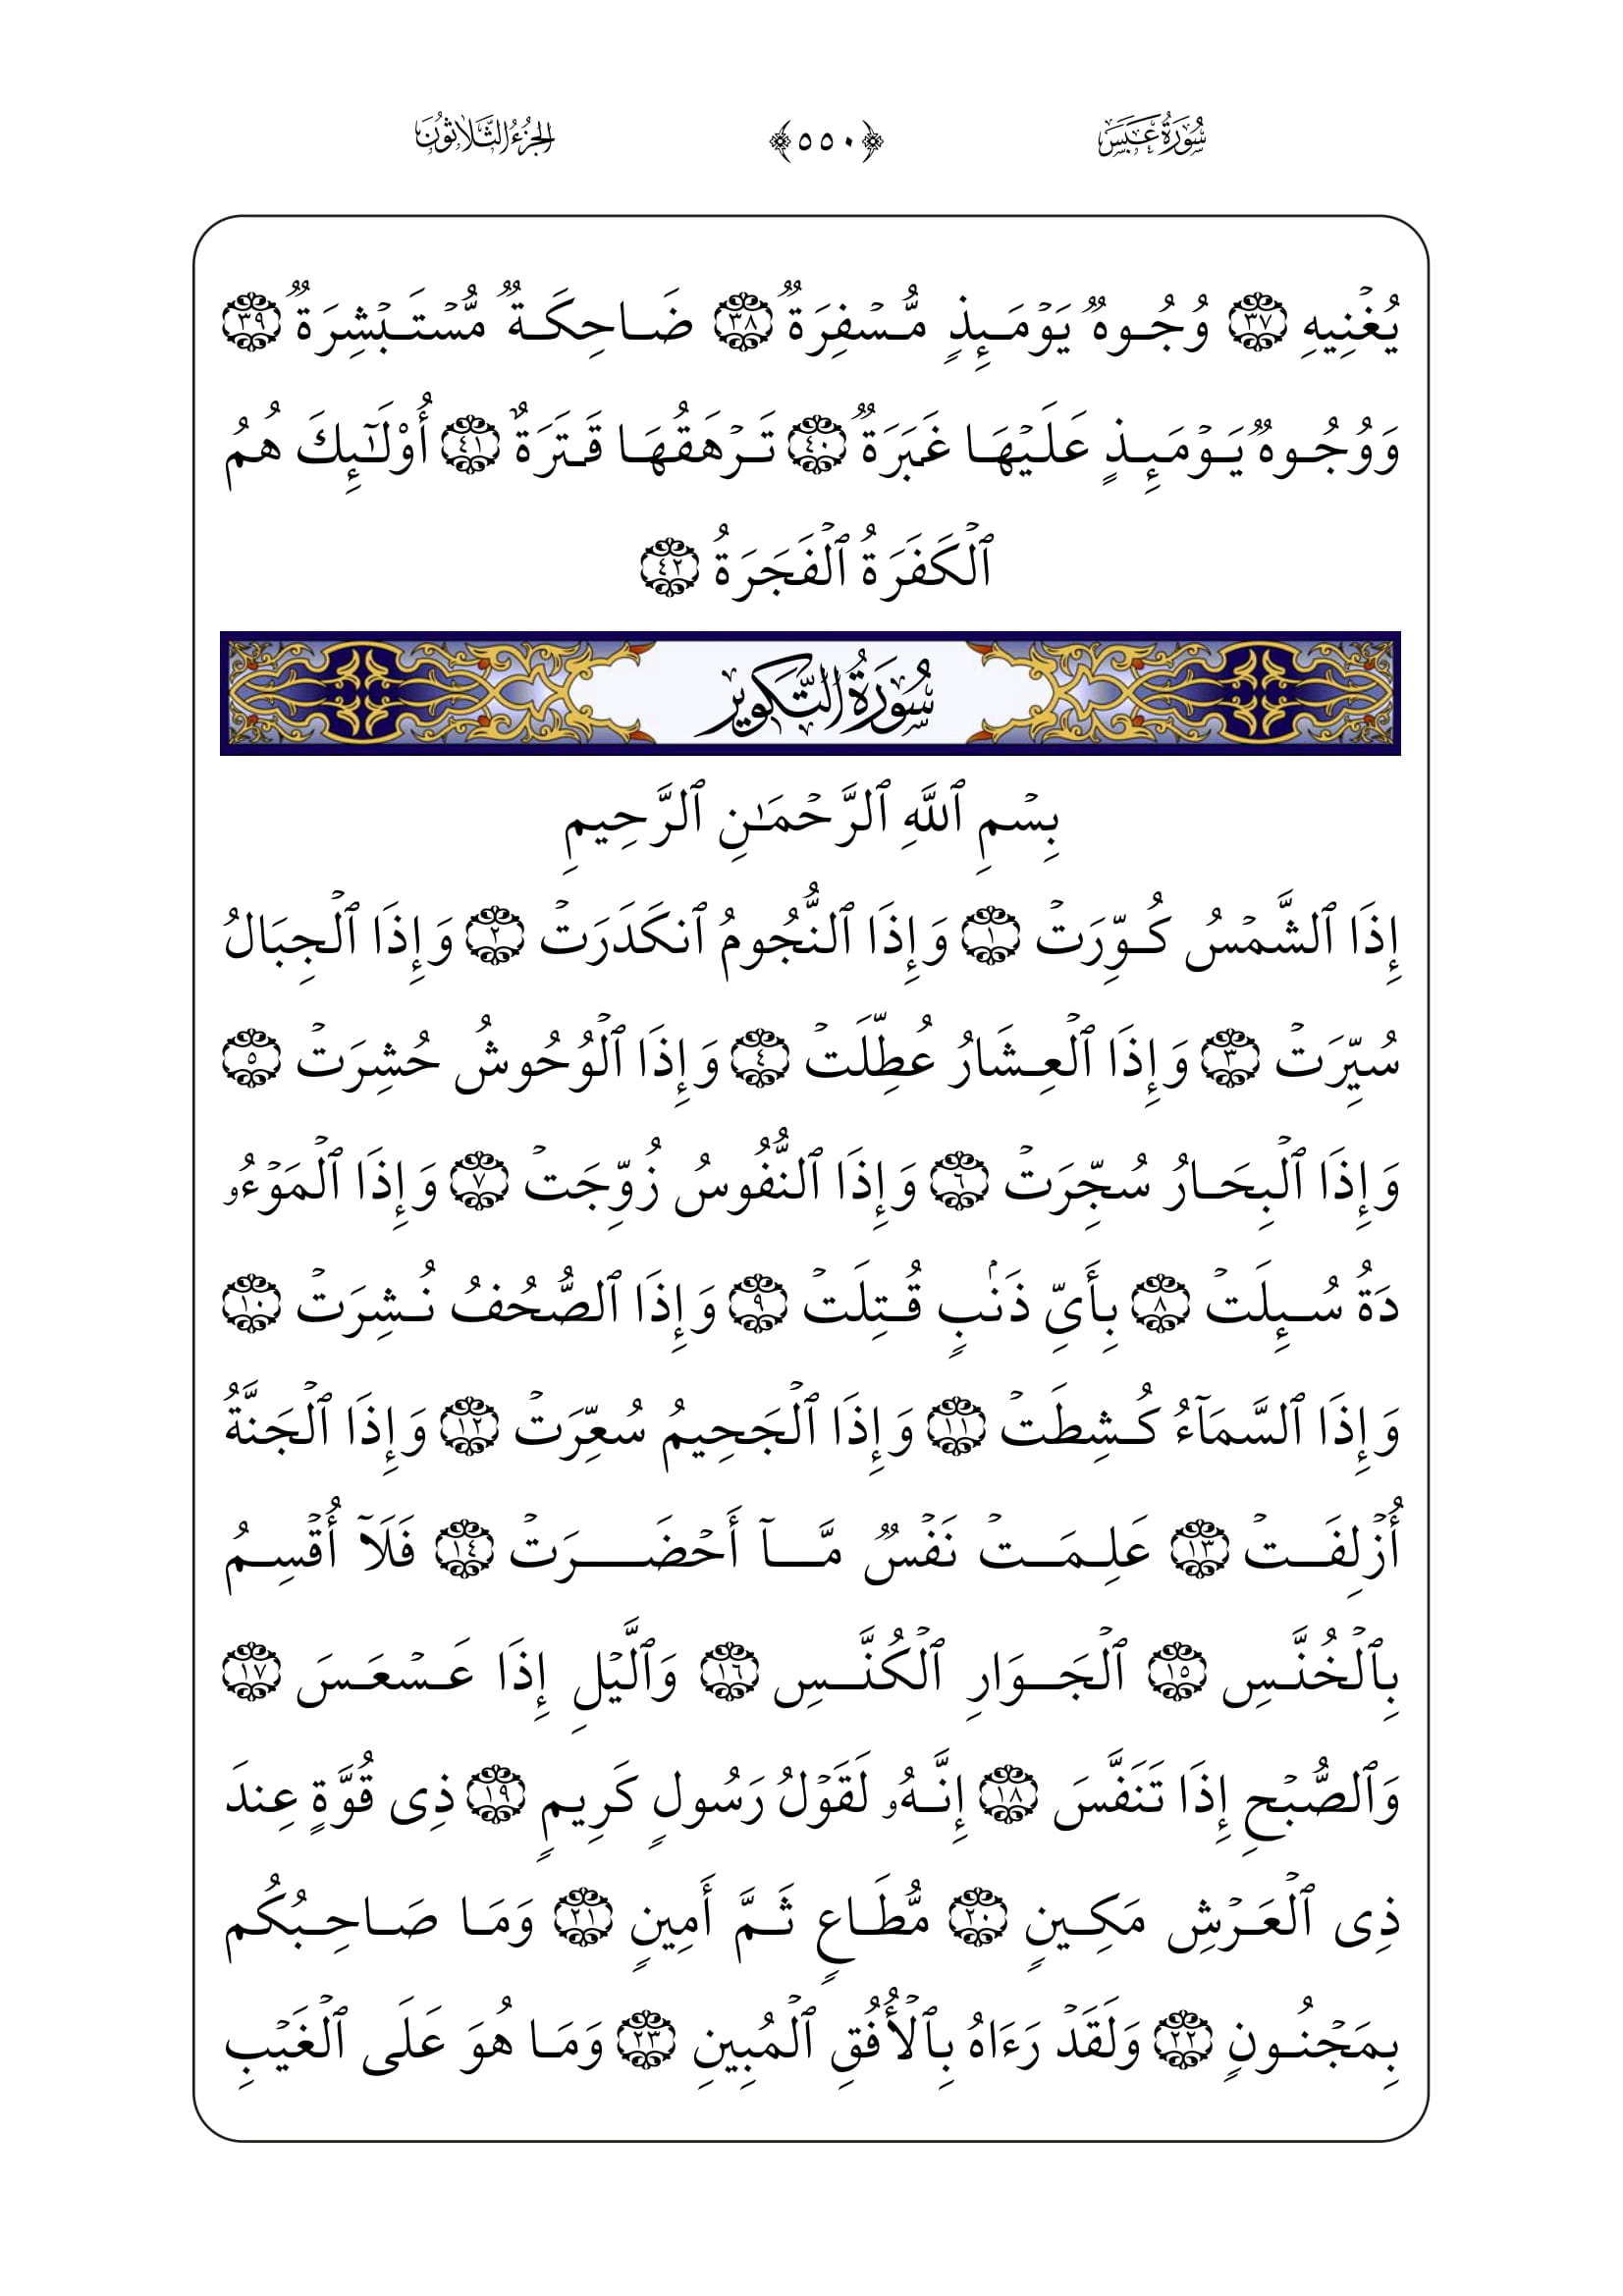 سُورَةُ عَبَسَ ﴿٥٥٠﴾ الجُزْءُ الثَّلَاثُونَ
يُغۡنِيهِ ٣٧ وُجُوهٞ يَوۡمَئِذٖ مُّسۡفِرَةٞ ٣٨ ضَاحِكَةٞ مُّسۡتَبۡشِرَةٞ ٣٩
وَوُجُوهٞ يَوۡمَئِذٍ عَلَيۡهَا غَبَرَةٞ ٤٠ تَرۡهَقُهَا قَتَرَةٌ ٤١ أُوْلَٰٓئِكَ هُمُ
ٱلۡكَفَرَةُ ٱلۡفَجَرَةُ ٤٢
سُورَةُ التَّكْوِير
بِسۡمِ ٱللَّهِ ٱلرَّحۡمَٰنِ ٱلرَّحِيمِ
إِذَا ٱلشَّمۡسُ كُوِّرَتۡ ١ وَإِذَا ٱلنُّجُومُ ٱنكَدَرَتۡ ٢ وَإِذَا ٱلۡجِبَالُ
سُيِّرَتۡ ٣ وَإِذَا ٱلۡعِشَارُ عُطِّلَتۡ ٤ وَإِذَا ٱلۡوُحُوشُ حُشِرَتۡ ٥
وَإِذَا ٱلۡبِحَارُ سُجِّرَتۡ ٦ وَإِذَا ٱلنُّفُوسُ زُوِّجَتۡ ٧ وَإِذَا ٱلۡمَوۡءُۥ
دَةُ سُئِلَتۡ ٨ بِأَيِّ ذَنۢبٖ قُتِلَتۡ ٩ وَإِذَا ٱلصُّحُفُ نُشِرَتۡ ١٠
وَإِذَا ٱلسَّمَآءُ كُشِطَتۡ ١١ وَإِذَا ٱلۡجَحِيمُ سُعِّرَتۡ ١٢ وَإِذَا ٱلۡجَنَّةُ
أُزۡلِفَتۡ ١٣ عَلِمَتۡ نَفۡسٞ مَّآ أَحۡضَرَتۡ ١٤ فَلَآ أُقۡسِمُ
بِٱلۡخُنَّسِ ١٥ ٱلۡجَوَارِ ٱلۡكُنَّسِ ١٦ وَٱلَّيۡلِ إِذَا عَسۡعَسَ ١٧
وَٱلصُّبۡحِ إِذَا تَنَفَّسَ ١٨ إِنَّهُۥ لَقَوۡلُ رَسُولٖ كَرِيمٖ ١٩ ذِي قُوَّةٍ عِندَ
ذِي ٱلۡعَرۡشِ مَكِينٖ ٢٠ مُّطَاعٖ ثَمَّ أَمِينٖ ٢١ وَمَا صَاحِبُكُم
بِمَجۡنُونٖ ٢٢ وَلَقَدۡ رَءَاهُ بِٱلۡأُفُقِ ٱلۡمُبِينِ ٢٣ وَمَا هُوَ عَلَى ٱلۡغَيۡبِ